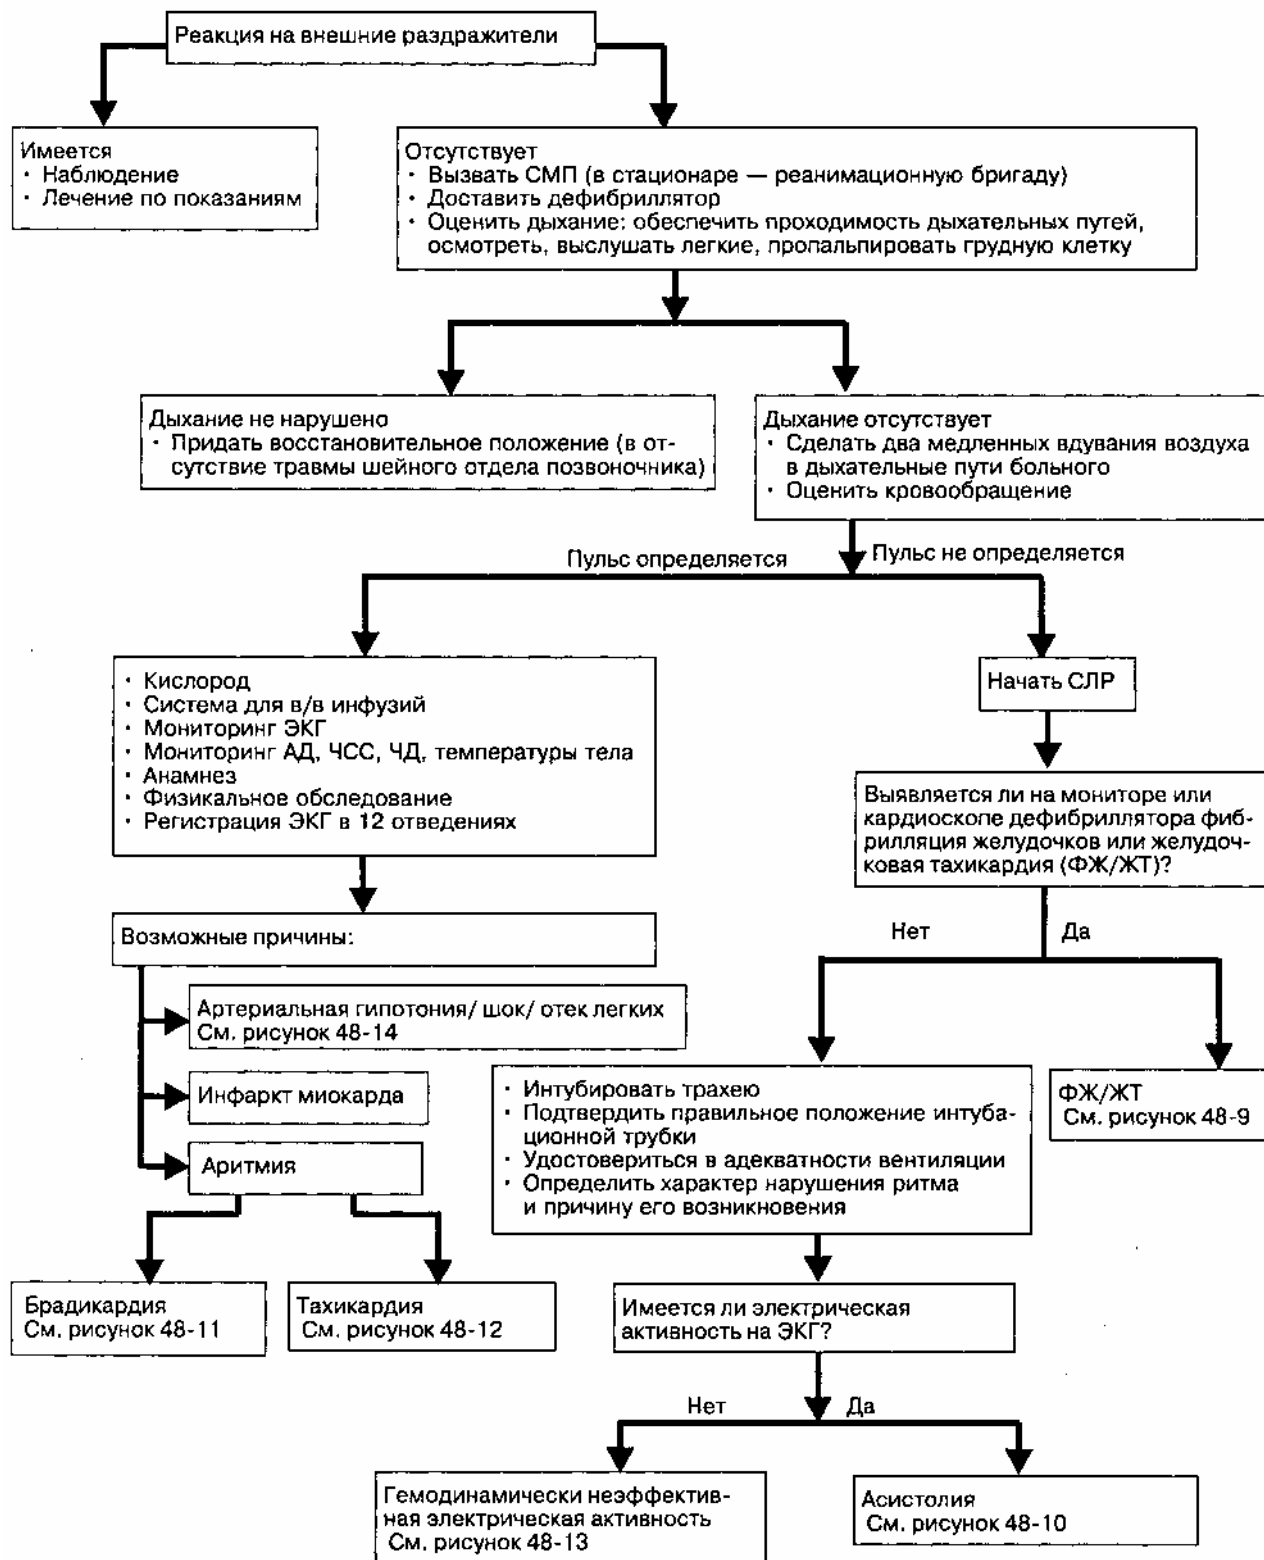 Реакция на внешние раздражители
Имеется
· Наблюдение
· Лечение по показаниям
Отсутствует
· Вызвать СМП (в стационаре — реанимационную бригаду)
· Доставить дефибриллятор
· Оценить дыхание: обеспечить проходимость дыхательных путей,
осмотреть, выслушать легкие, пропальпировать грудную клетку
Дыхание не нарушено
· Придать восстановительное положение (в от-
сутствие травмы шейного отдела позвоночника)
Дыхание отсутствует
· Сделать два медленных вдувания воздуха
в дыхательные пути больного
· Оценить кровообращение
Пульс определяется
Пульс не определяется
· Кислород
· Система для в/в инфузий
· Мониторинг ЭКГ
· Мониторинг АД, ЧСС, ЧД, температуры тела
· Анамнез
· Физикальное обследование
· Регистрация ЭКГ в 12 отведениях
Начать СЛР
Выявляется ли на мониторе или
кардиоскопе дефибриллятора фиб-
рилляция желудочков или желудоч-
ковая тахикардия (ФЖ/ЖТ)?
Нет
Да
Возможные причины:
Артериальная гипотония/ шок/ отек легких
См. рисунок 48-14
Инфаркт миокарда
Аритмия
Брадикардия
См. рисунок 48-11
Тахикардия
См. рисунок 48-12
· Интубировать трахею
· Подтвердить правильное положение интуба-
ционной трубки
· Удостовериться в адекватности вентиляции
· Определить характер нарушения ритма
и причину его возникновения
ФЖ/ЖТ
См. рисунок 48-9
Имеется ли электрическая
активность на ЭКГ?
Нет
Да
Гемодинамически неэффектив-
ная электрическая активность
См. рисунок 48-13
Асистолия
См. рисунок 48-10